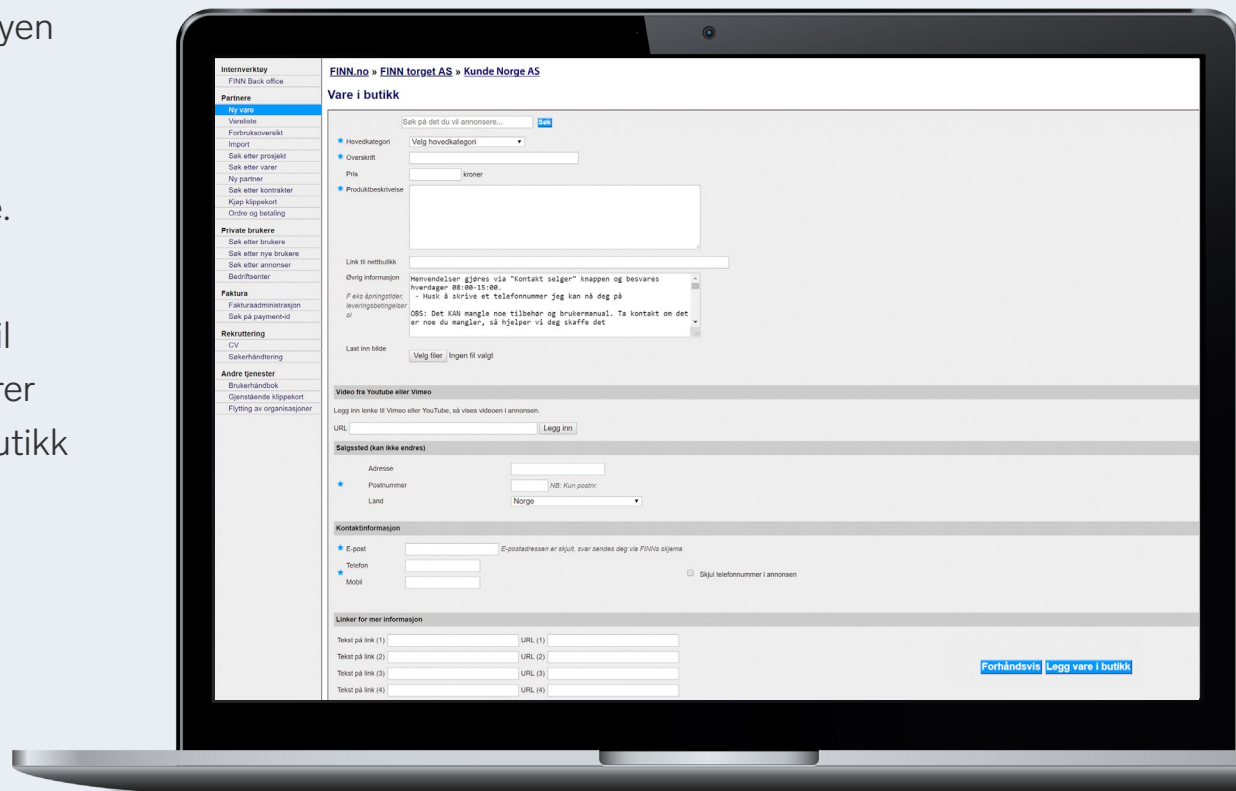 yen
e.
il
rer
utikk
Internverktøy
FINN Back office
Partnere
Ny vare
Vareliste
Forbruksoversikt
Import
Søk etter prosjekt
Søk etter varer
Ny partner
Søk etter kontrakter
Kjøp klippekort
Ordre og betaling
Private brukere
Søk etter brukere
Søk etter nye brukere
Søk etter annonser
Bedriftsenter
Faktura
Fakturaadministrasjon
Søk på payment-id
Rekruttering
CV
Søkerhåndtering
Andre tjenester
Brukerhåndbok
Gjenstående klippekort
Flytting av organisasjoner
FINN.no » FINN torget AS » Kunde Norge AS
Vare i butikk
Søk på det du vil annonsere... Søk
Hovedkategori Velg hovedkategori
Overskrift
Pris kroner
Produktbeskrivelse
Link til nettbutikk
Øvrig informasjon
F eks åpningstider,
leveringsbetingelser
ol
Henvendelser gjøres via "Kontakt selger" knappen og besvares
hverdager 08:00-15:00.
- Husk å skrive et telefonnummer jeg kan nå deg på
OBS: Det KAN mangle noe tilbehør og brukermanual. Ta kontakt om det
er noe du mangler, så hjelper vi deg skaffe det
Last inn bilde Velg filer Ingen fil valgt
Video fra Youtube eller Vimeo
Legg inn lenke til Vimeo eller YouTube, så vises videoen i annonsen.
URL Legg inn
Salgssted (kan ikke endres)
Adresse
Postnummer NB: Kun postnr.
Land Norge
Kontaktinformasjon
E-post E-postadressen er skjult, svar sendes deg via FINNs skjema
Telefon
Mobil
Skjul telefonnummer i annonsen
Linker for mer informasjon
Tekst på link (1) URL (1)
Tekst på link (2) URL (2)
Tekst på link (3) URL (3)
Tekst på link (4) URL (4)
Forhåndsvis Legg vare i butikk